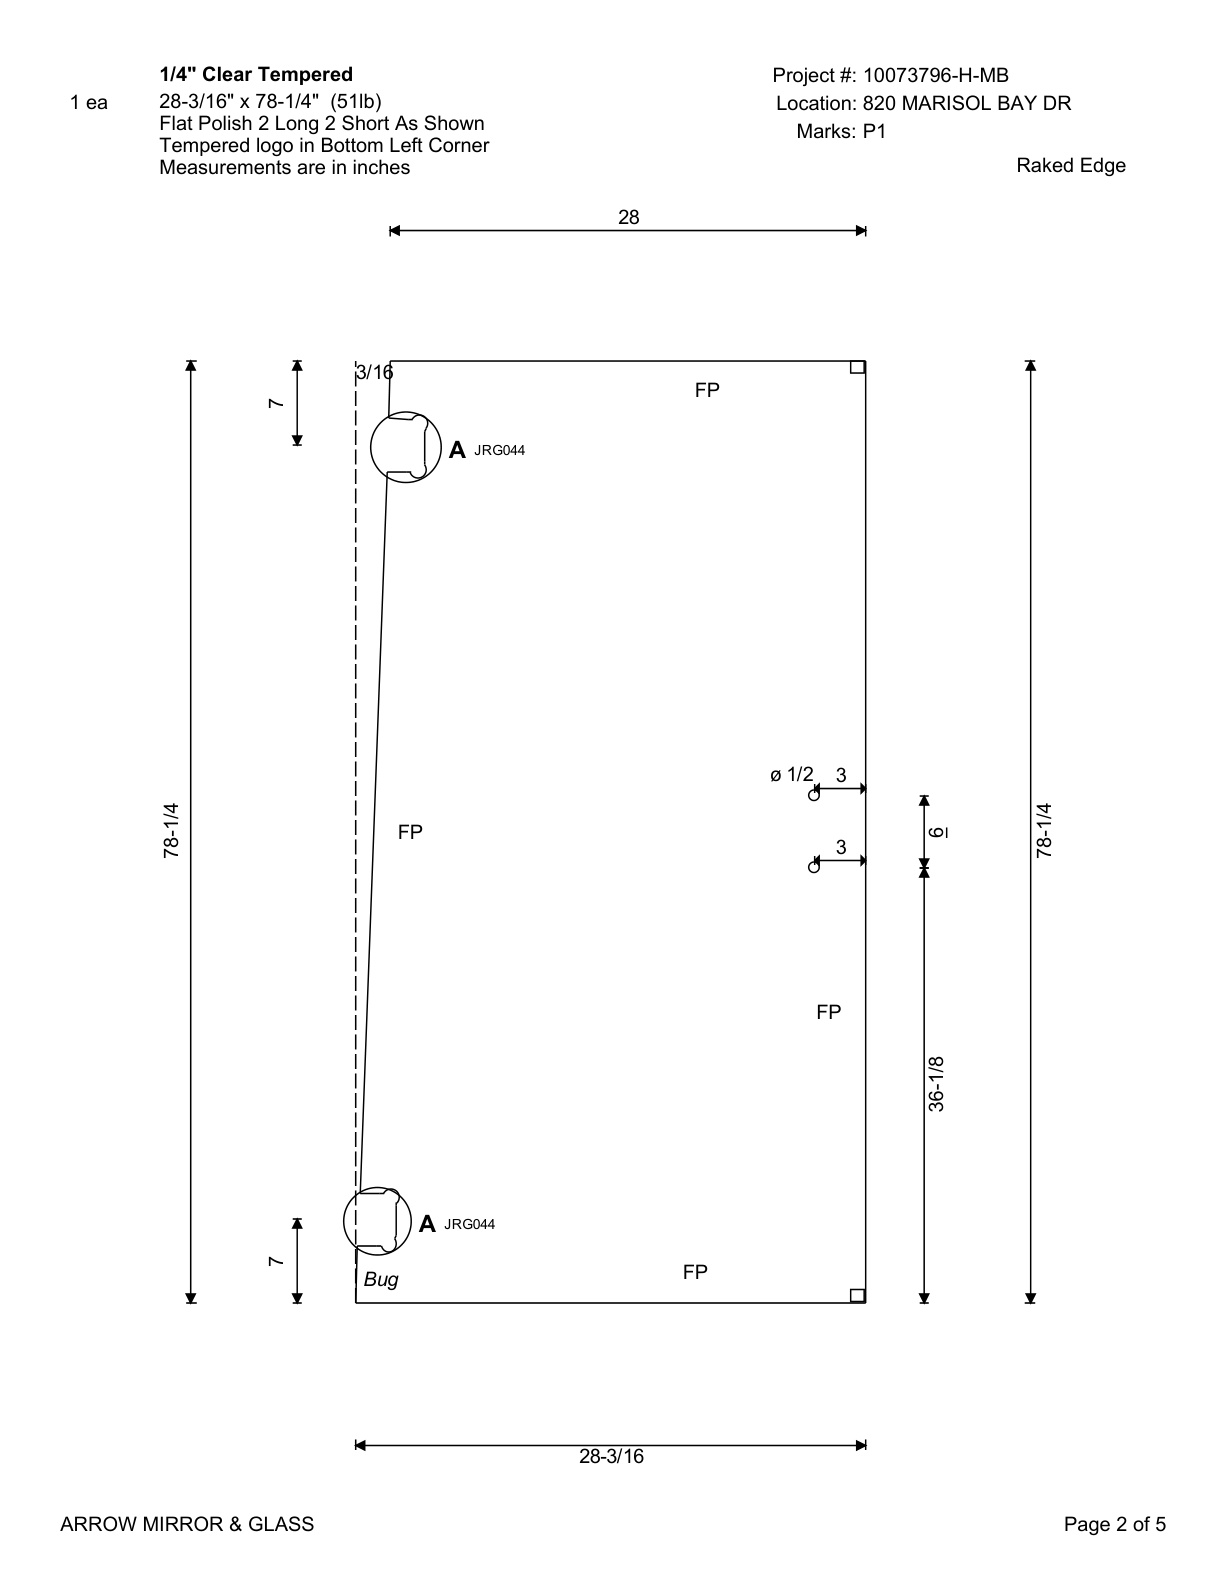 1/4" Clear Tempered
Project #: 10073796-H-MB
1 ea
28-3/16" x 78-1/4" (51lb)
Location: 820 MARISOL BAY DR
Flat Polish 2 Long 2 Short As Shown
Marks: P1
Tempered logo in Bottom Left Corner
Measurements are in inches
Raked Edge
28
3/16
7
FP
A JRG044
ø 1/2
3
78-1/4
FP
6
78-1/4
3
FP
36-1/8
A JRG044
7
Bug
FP
28-3/16
ARROW MIRROR & GLASS
Page 2 of 5